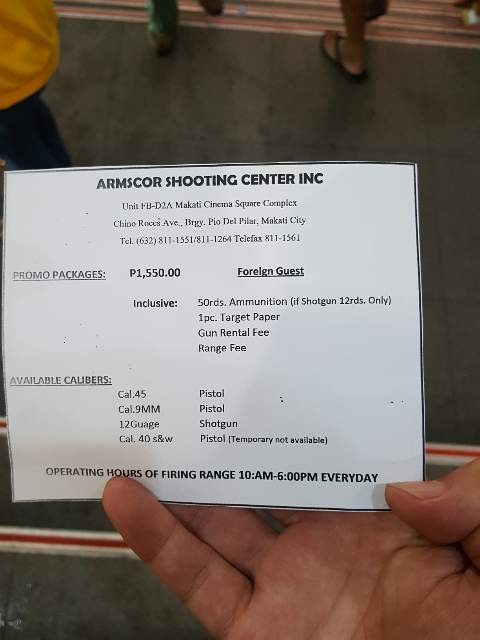 ARMSCOR SHOOTING CENTER INC
Unit FB-D2A Makati Cinema Square Complex
Chino Roces Ave., Brgy. Pio Del Pilar, Makati City
Tel. (632) 811-1551/811-1264 Telefax 811-1561
PROMO PACKAGES: P1,550.00 Foreign Guest
Inclusive: 50rds. Ammunition (if Shotgun 12rds. Only)
1pc. Target Paper
Gun Rental Fee
Range Fee
AVAILABLE CALIBERS:
Cal.45 Pistol
Cal.9MM Pistol
12Guage Shotgun
Cal. 40 s&w Pistol (Temporary not available)
OPERATING HOURS OF FIRING RANGE 10:AM-6:00PM EVERYDAY